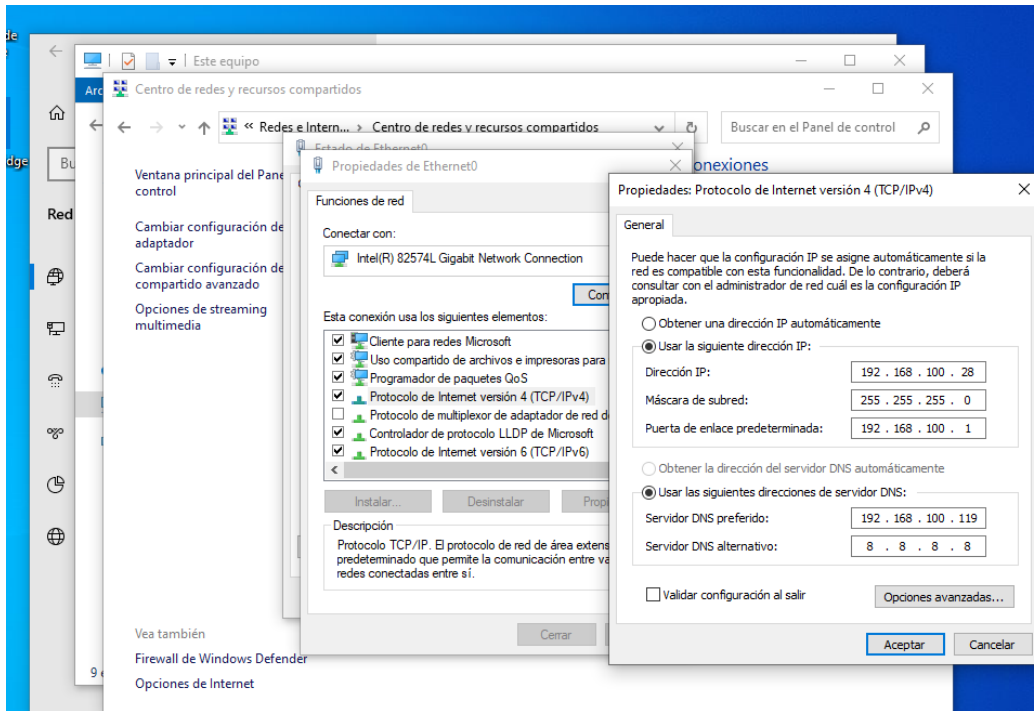 de
Este equipo
Arc
Centro de redes y recursos compartidos
« Redes e Intern... > Centro de redes y recursos compartidos
Buscar en el Panel de control
dge
Bu
Red
Ventana principal del Pane
control
Cambiar configuración de
adaptador
Cambiar configuración de
compartido avanzado
Opciones de streaming
multimedia
Vea también
Firewall de Windows Defender
Opciones de Internet
9 e
onexiones
Estado de Ethernet0
Propiedades de Ethernet0
Funciones de red
Conectar con:
Intel(R) 82574L Gigabit Network Connection
Con
Esta conexión usa los siguientes elementos:
Cliente para redes Microsoft
Uso compartido de archivos e impresoras para
Programador de paquetes QoS
Protocolo de Internet versión 4 (TCP/IPv4)
Protocolo de multiplexor de adaptador de red d
Controlador de protocolo LLDP de Microsoft
Protocolo de Internet versión 6 (TCP/IPv6)
Instalar... Desinstalar Propi
Descripción
Protocolo TCP/IP. El protocolo de red de área extens
predeterminado que permite la comunicación entre va
redes conectadas entre sí.
Cerrar
Propiedades: Protocolo de Internet versión 4 (TCP/IPv4)
General
Puede hacer que la configuración IP se asigne automáticamente si la
red es compatible con esta funcionalidad. De lo contrario, deberá
consultar con el administrador de red cuál es la configuración IP
apropiada.
Obtener una dirección IP automáticamente
Usar la siguiente dirección IP:
Dirección IP: 192 . 168 . 100 . 28
Máscara de subred: 255 . 255 . 255 . 0
Puerta de enlace predeterminada: 192 . 168 . 100 . 1
Obtener la dirección del servidor DNS automáticamente
Usar las siguientes direcciones de servidor DNS:
Servidor DNS preferido: 192 . 168 . 100 . 119
Servidor DNS alternativo: 8 . 8 . 8 . 8
Validar configuración al salir
Opciones avanzadas...
Aceptar Cancelar